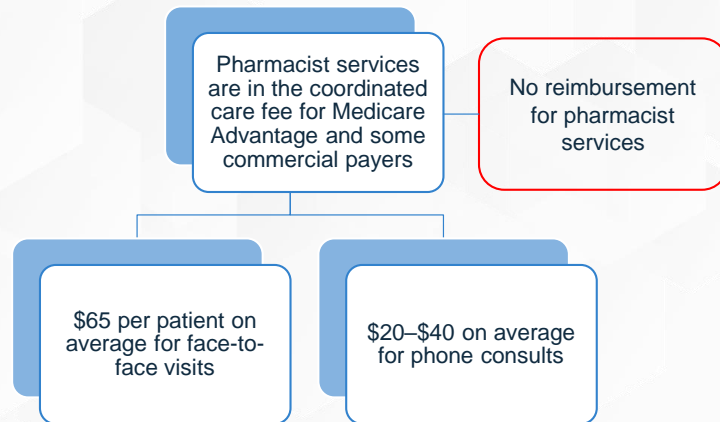 Pharmacist services
are in the coordinated
care fee for Medicare
Advantage and some
commercial payers
No reimbursement
for pharmacist
services
$65 per patient on
average for face-to-
face visits
$20–$40 on average
for phone consults